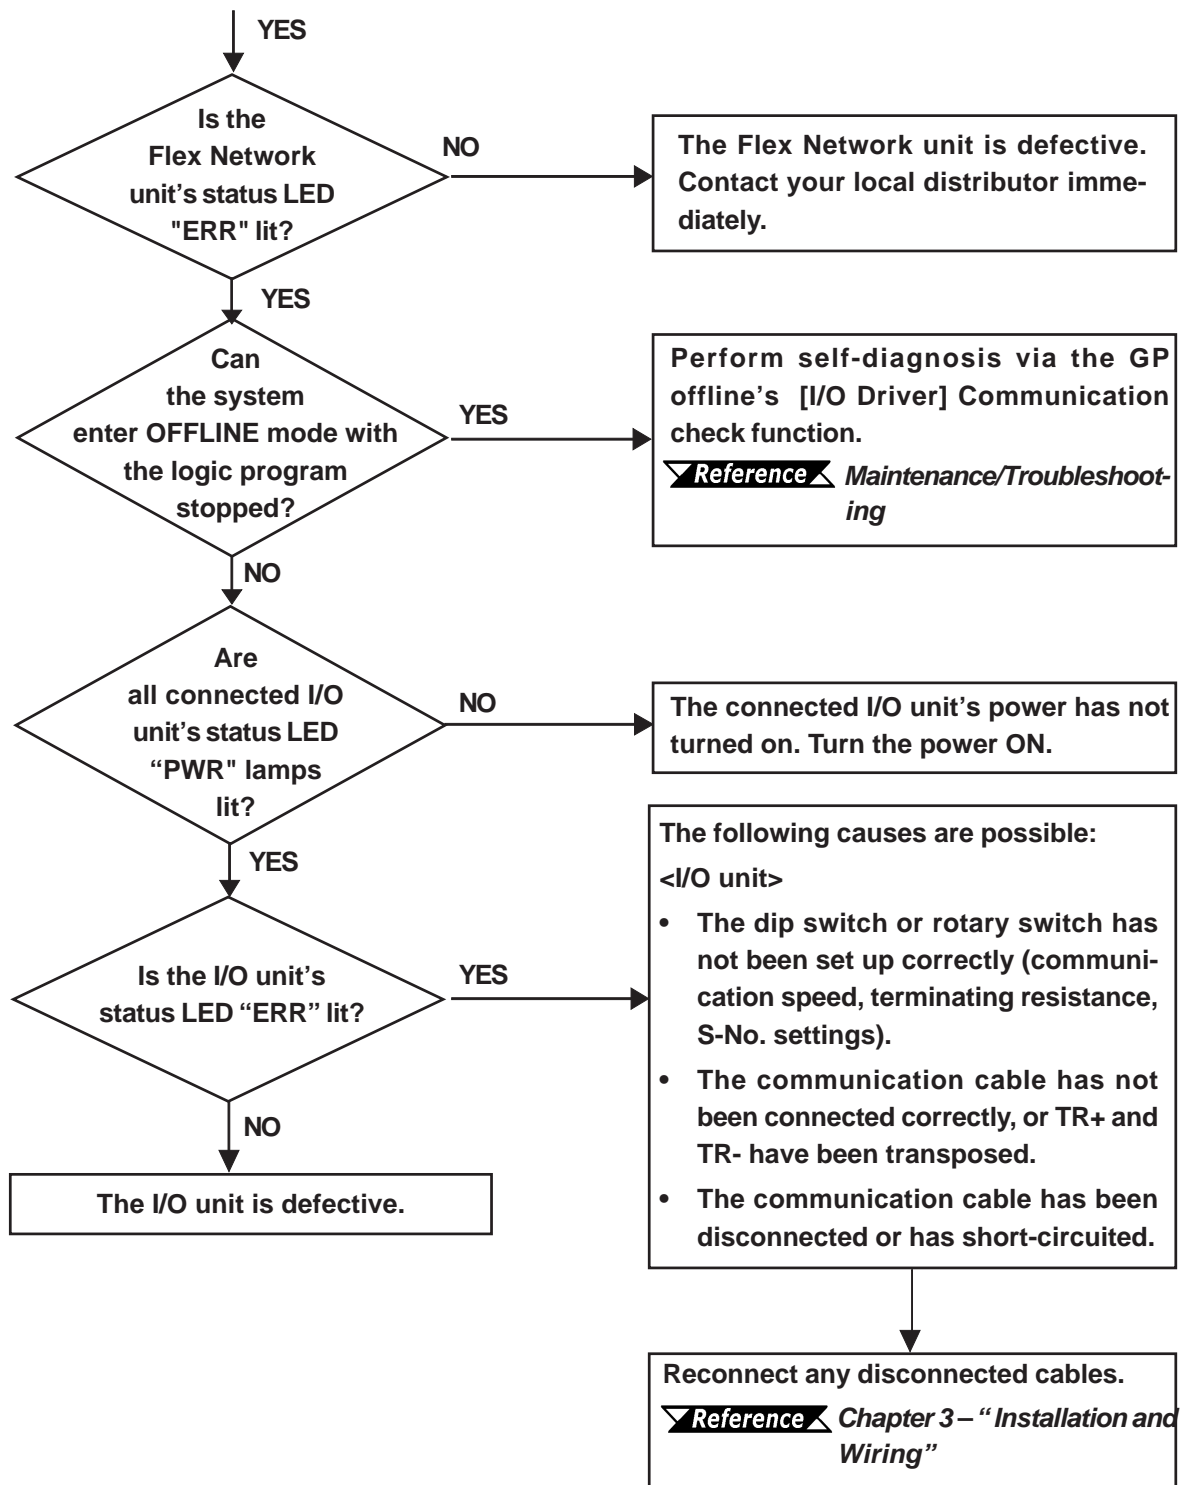 YES
Is the
Flex Network
unit's status LED
"ERR" lit?
NO
The Flex Network unit is defective.
Contact your local distributor imme-
diately.
YES
Can
the system
enter OFFLINE mode with
the logic program
stopped?
YES
Perform self-diagnosis via the GP
offline's [I/O Driver] Communication
check function.
Reference Maintenance/Troubleshoot-
ing
NO
Are
all connected I/O
unit's status LED
“PWR" lamps
lit?
NO
The connected I/O unit's power has not
turned on. Turn the power ON.
YES
Is the I/O unit's
status LED “ERR” lit?
YES
The following causes are possible:
<I/O unit>
• The dip switch or rotary switch has
not been set up correctly (communi-
cation speed, terminating resistance,
S-No. settings).
• The communication cable has not
been connected correctly, or TR+ and
TR- have been transposed.
• The communication cable has been
disconnected or has short-circuited.
NO
The I/O unit is defective.
Reconnect any disconnected cables.
Reference Chapter 3 – “Installation and
Wiring”